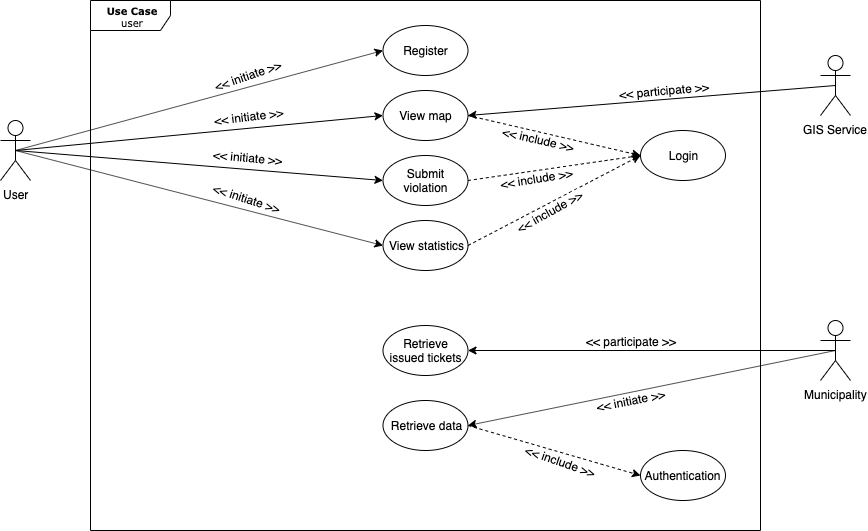 Use Case
user
Register
<< initiate >>
<< participate >>
<< initiate >>
View map
GIS Service
<< include >>
<< initiate >>
Login
Submit
violation
<< include >>
User
<< initiate >>
<< include >>
View statistics
Retrieve
issued tickets
<< participate >>
Municipality
<< initiate >>
Retrieve data
<< include >>
Authentication